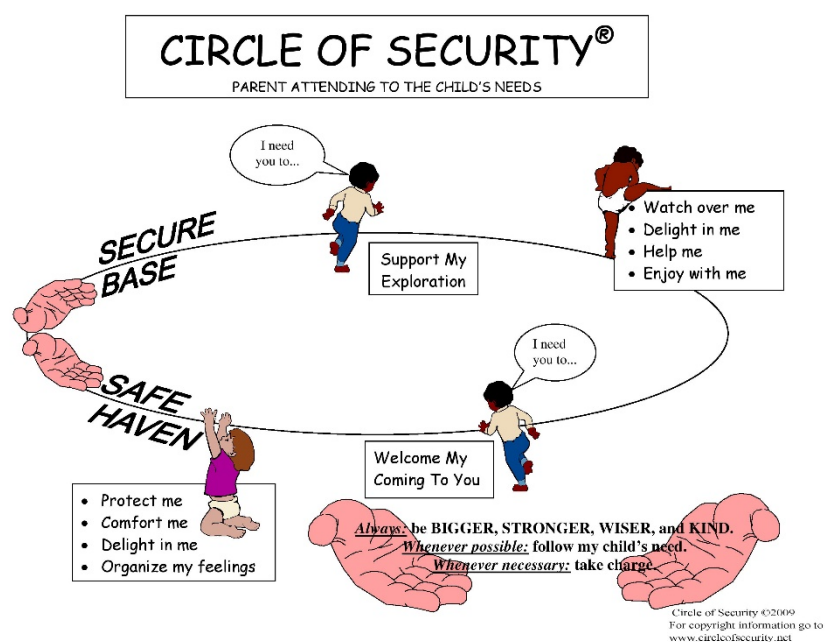 CIRCLE OF SECURITY®
PARENT ATTENDING TO THE CHILD'S NEEDS
I need
you to...
SECURE
BASE
Support My
Exploration
• Watch over me
• Delight in me
• Help me
• Enjoy with me
I need
you to...
SAFE
HAVEN
Welcome My
Coming To You
• Protect me
• Comfort me
• Delight in me
• Organize my feelings
Always: be BIGGER, STRONGER, WISER, and KIND.
Whenever possible: follow my child's need.
Whenever necessary: take charge.
Circle of Security ©2009
For copyright information go to
www.circleofsecurity.net